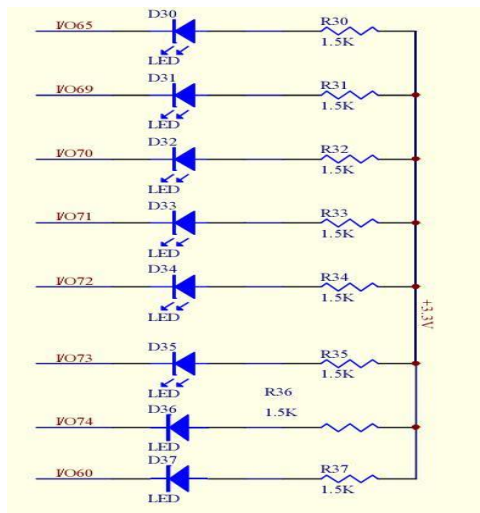 D30 R30
I/O65 1.5K
LED
D31 R31
I/O69 1.5K
LED
D32 R32
I/O70 1.5K
LED
D33 R33
I/O71 1.5K
LED
D34 R34
I/O72 1.5K
LED
+3.3V
D35 R35
I/O73 1.5K
LED
R36
D36 1.5K
I/O74
LED
D37 R37
I/O60 1.5K
LED